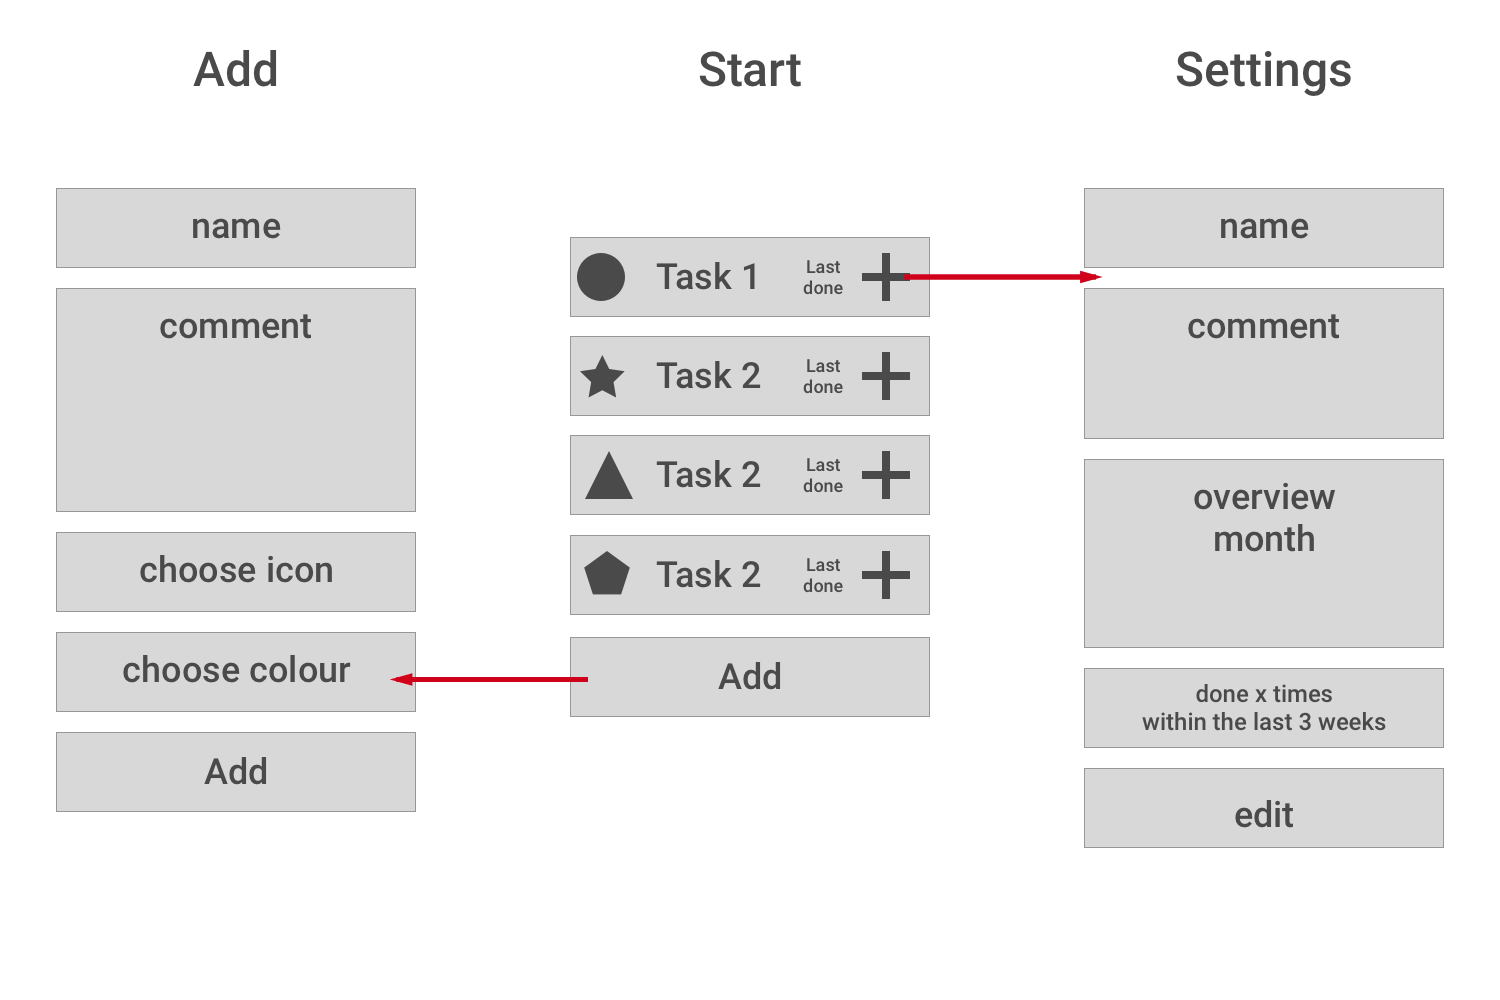 Add
Start
Settings
name
comment
choose icon
choose colour
Add
Task 1
Last
done
Task 2
Last
done
Task 2
Last
done
Task 2
Last
done
Add
name
comment
overview
month
done x times
within the last 3 weeks
edit